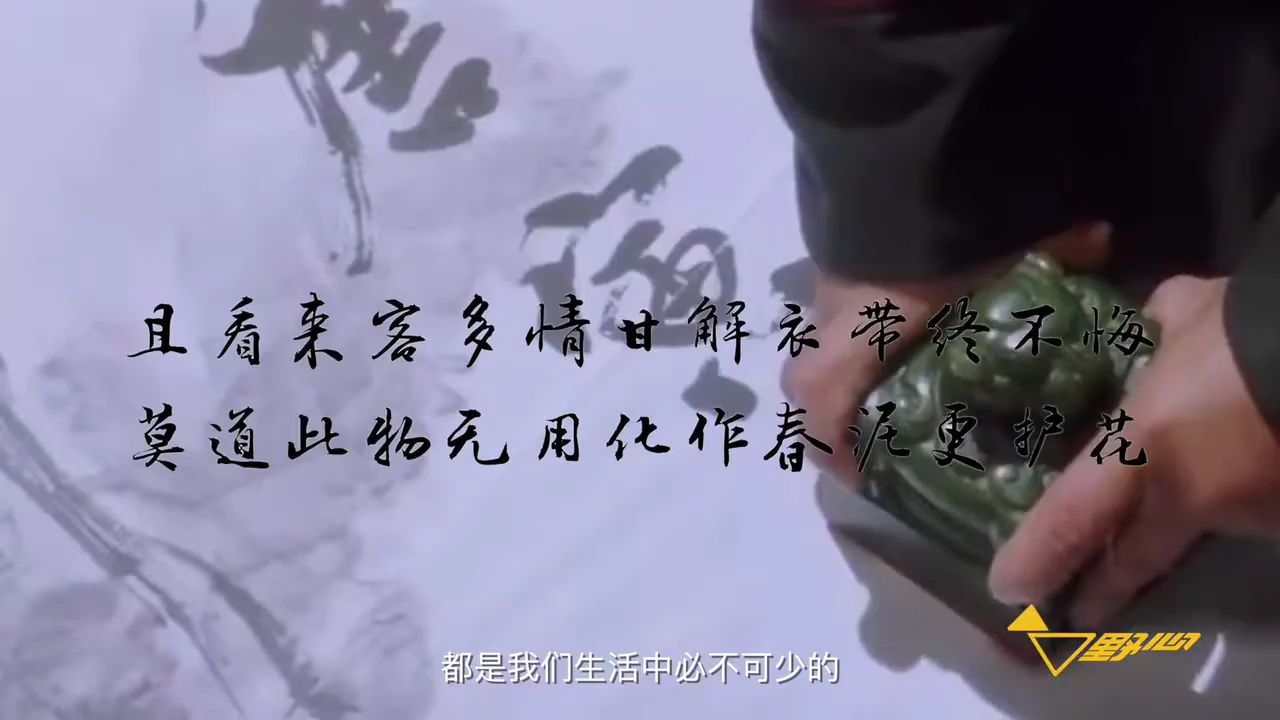 且看来客多情甘解衣带终不悔
莫道此物无用化作春泥更护花
都是我们生活中必不可少的
野心